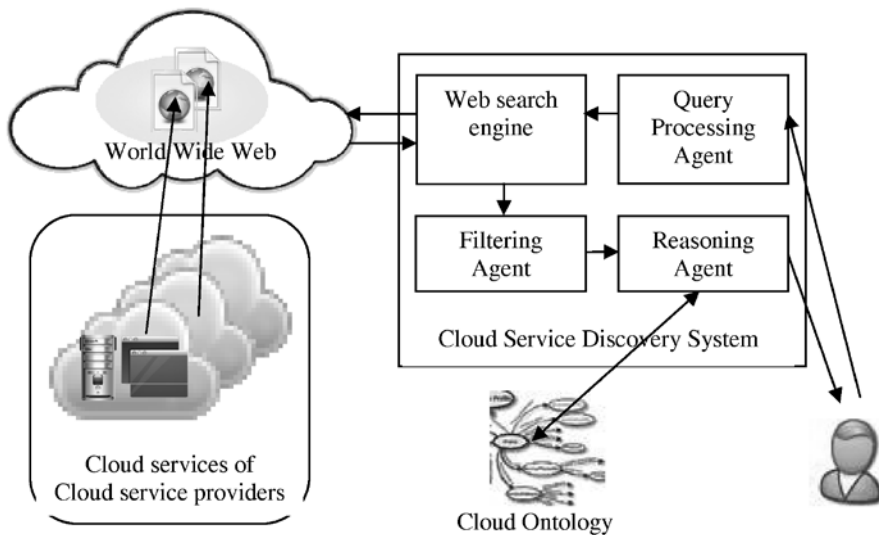 World Wide Web
Web search
engine
Query
Processing
Agent
Filtering
Agent
Reasoning
Agent
Cloud Service Discovery System
Cloud services of
Cloud service providers
Cloud Ontology